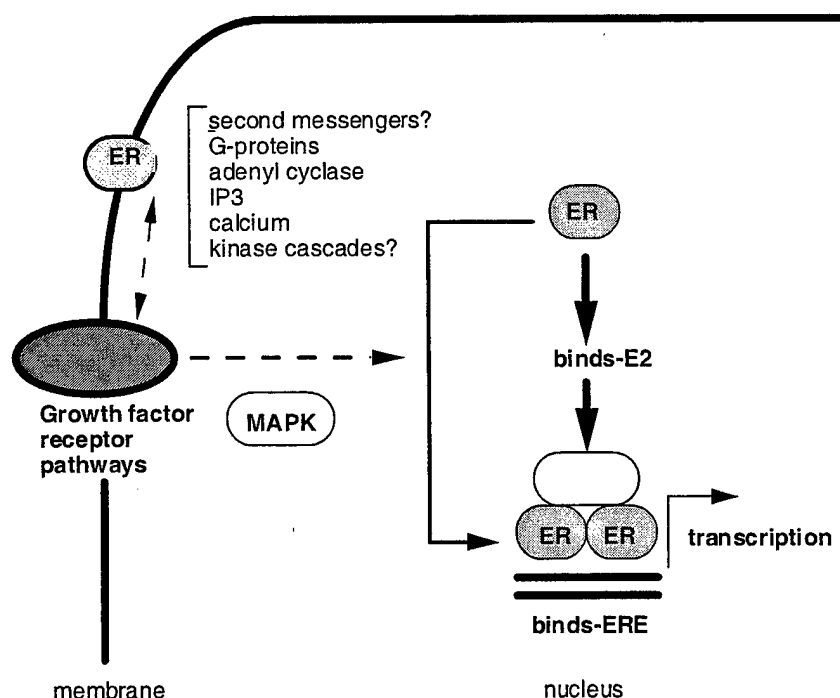 ER
second messengers?
G-proteins
adenyl cyclase
IP3
calcium
kinase cascades?
ER
binds-E2
Growth factor
receptor
pathways
MAPK
ER ER
transcription
binds-ERE
membrane
nucleus